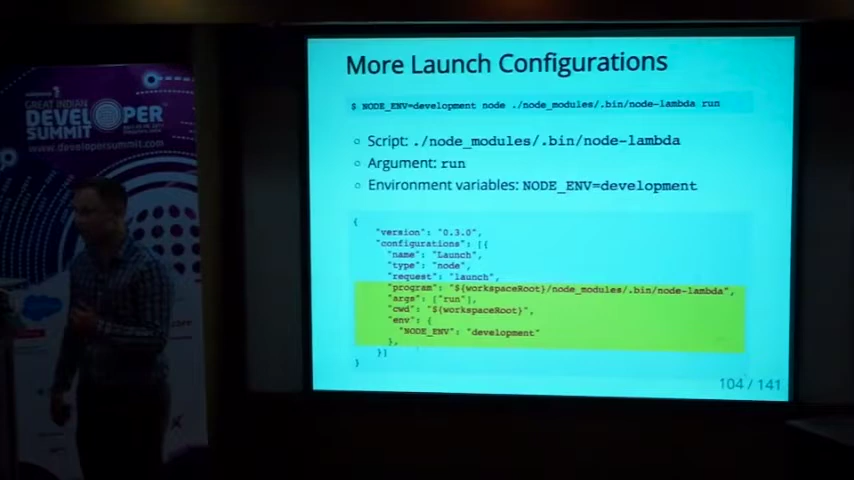 GREAT INDIAN
DEVELOPER
SUMMIT
www.developersummit.com
More Launch Configurations
$ NODE_ENV=development node ./node_modules/.bin/node-lambda run
Script: ./node_modules/.bin/node-lambda
Argument: run
Environment variables: NODE_ENV=development
{
"version": "0.3.0",
"configurations": [{
"name": "Launch",
"type": "node",
"request": "launch",
"program": "${workspaceRoot}/node_modules/.bin/node-lambda",
"args": ["run"],
"cwd": "${workspaceRoot}",
"env": {
"NODE_ENV": "development"
},
}]
}
104 / 141